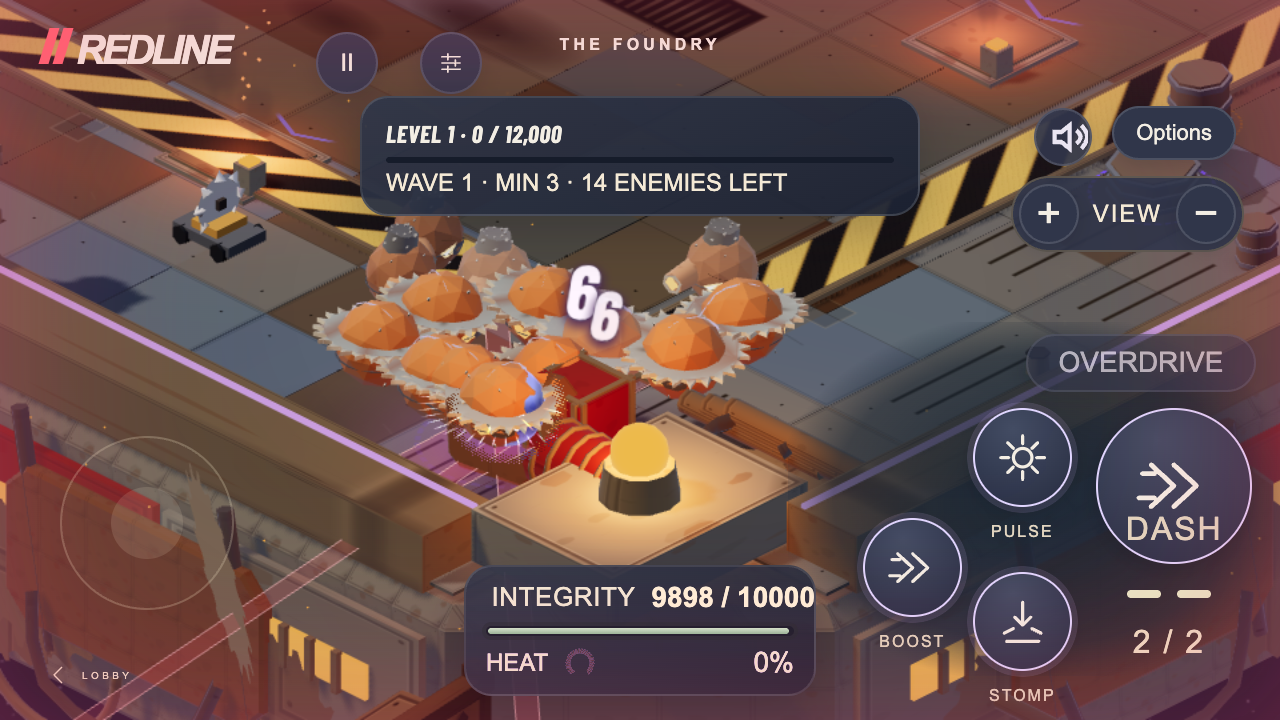 REDLINE
THE FOUNDRY
LEVEL 1 · 0 / 12,000
WAVE 1 · MIN 3 · 14 ENEMIES LEFT
Options
+ VIEW −
66
OVERDRIVE
PULSE
DASH
BOOST
2 / 2
STOMP
INTEGRITY 9898 / 10000
HEAT 0%
LOBBY